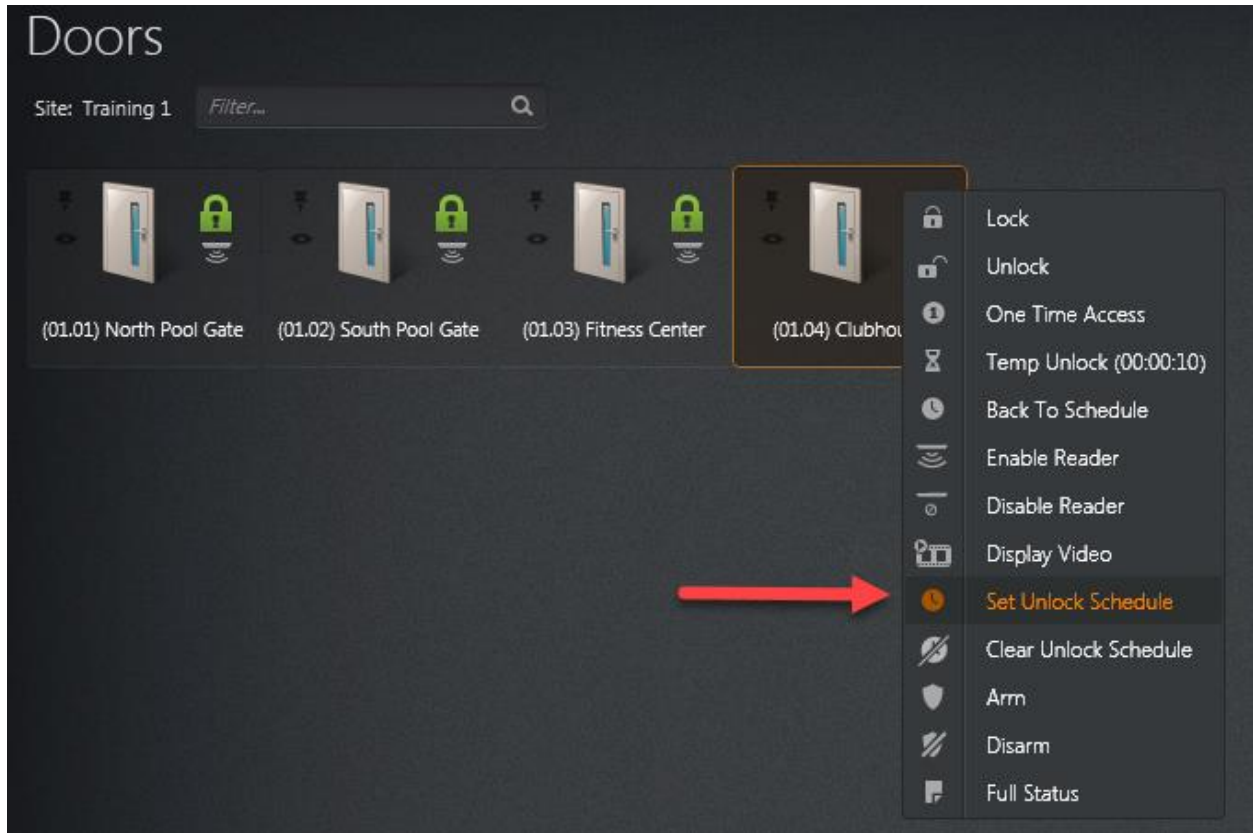 Doors
Site: Training 1
Filter...
(01.01) North Pool Gate
(01.02) South Pool Gate
(01.03) Fitness Center
(01.04) Clubhou
Lock
Unlock
One Time Access
Temp Unlock (00:00:10)
Back To Schedule
Enable Reader
Disable Reader
Display Video
Set Unlock Schedule
Clear Unlock Schedule
Arm
Disarm
Full Status